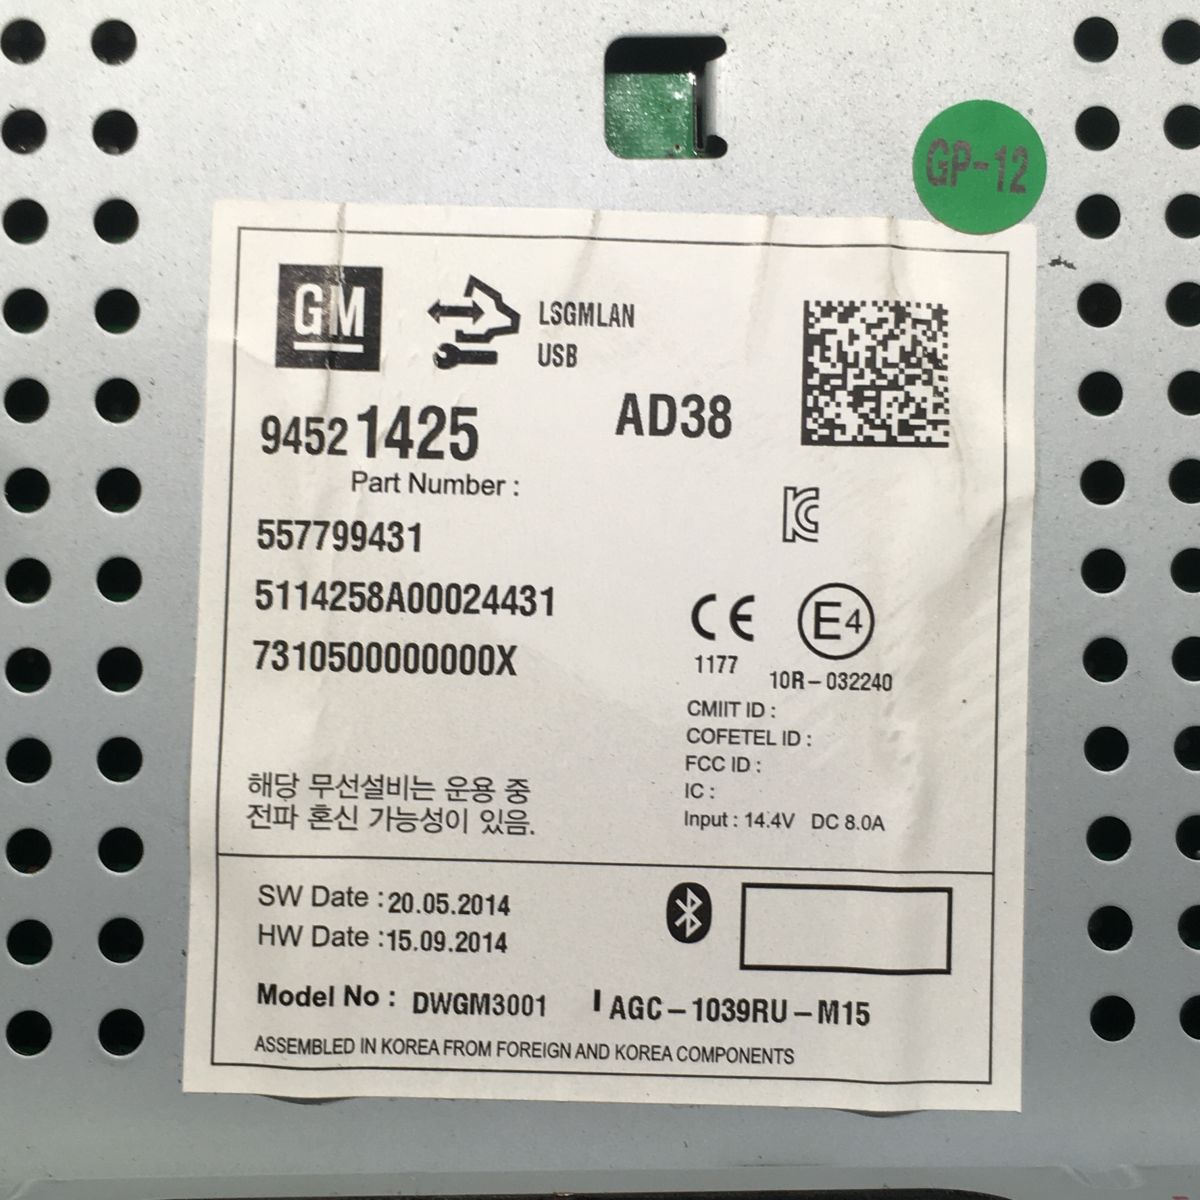 GP-12
GM
LSGMLAN
USB
94521425
AD38
Part Number :
557799431
5114258A00024431
7310500000000X
CE
1177
E4
10R-032240
CMIIT ID :
COFETEL ID :
FCC ID :
IC :
Input : 14.4V DC 8.0A
해당 무선설비는 운용 중
전파 혼신 가능성이 있음.
SW Date : 20.05.2014
HW Date : 15.09.2014
Model No : DWGM3001 I AGC-1039RU-M15
ASSEMBLED IN KOREA FROM FOREIGN AND KOREA COMPONENTS